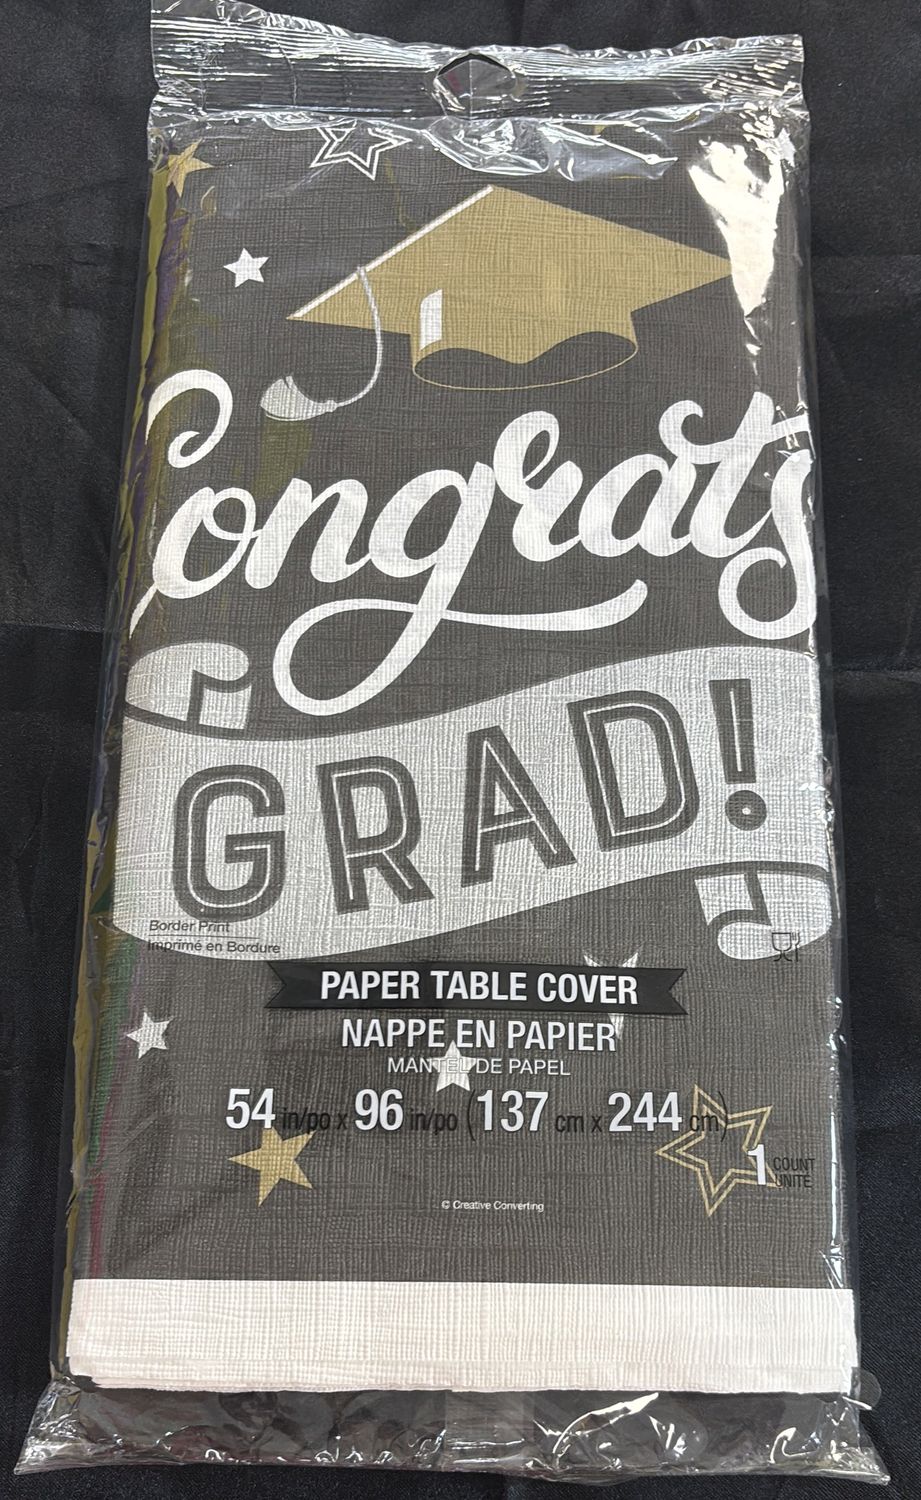 Congrats
GRAD!
Border Print
Imprimé en Bordure
PAPER TABLE COVER
NAPPE EN PAPIER
MANTEL DE PAPEL
54 in/po x 96 in/po (137 cm x 244 cm)
1 COUNT
UNITÉ
© Creative Converting